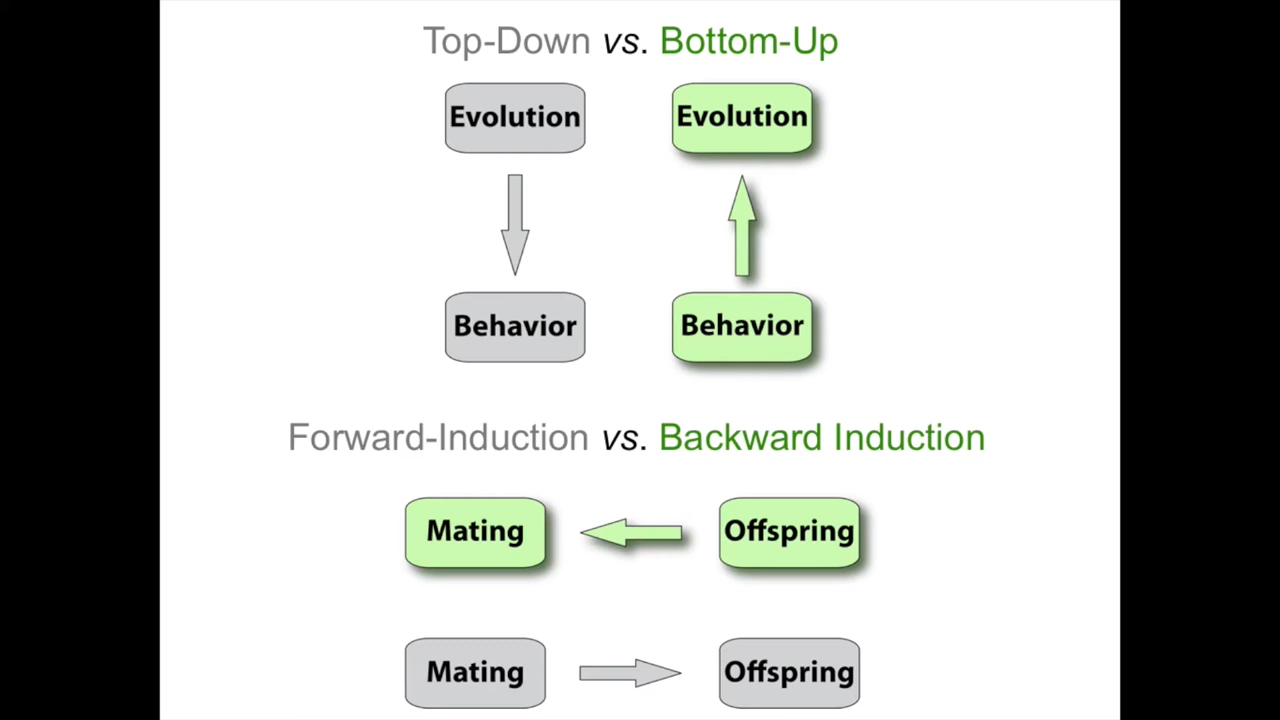 Top-Down vs. Bottom-Up
Evolution Evolution
Behavior Behavior
Forward-Induction vs. Backward Induction
Mating Offspring
Mating Offspring